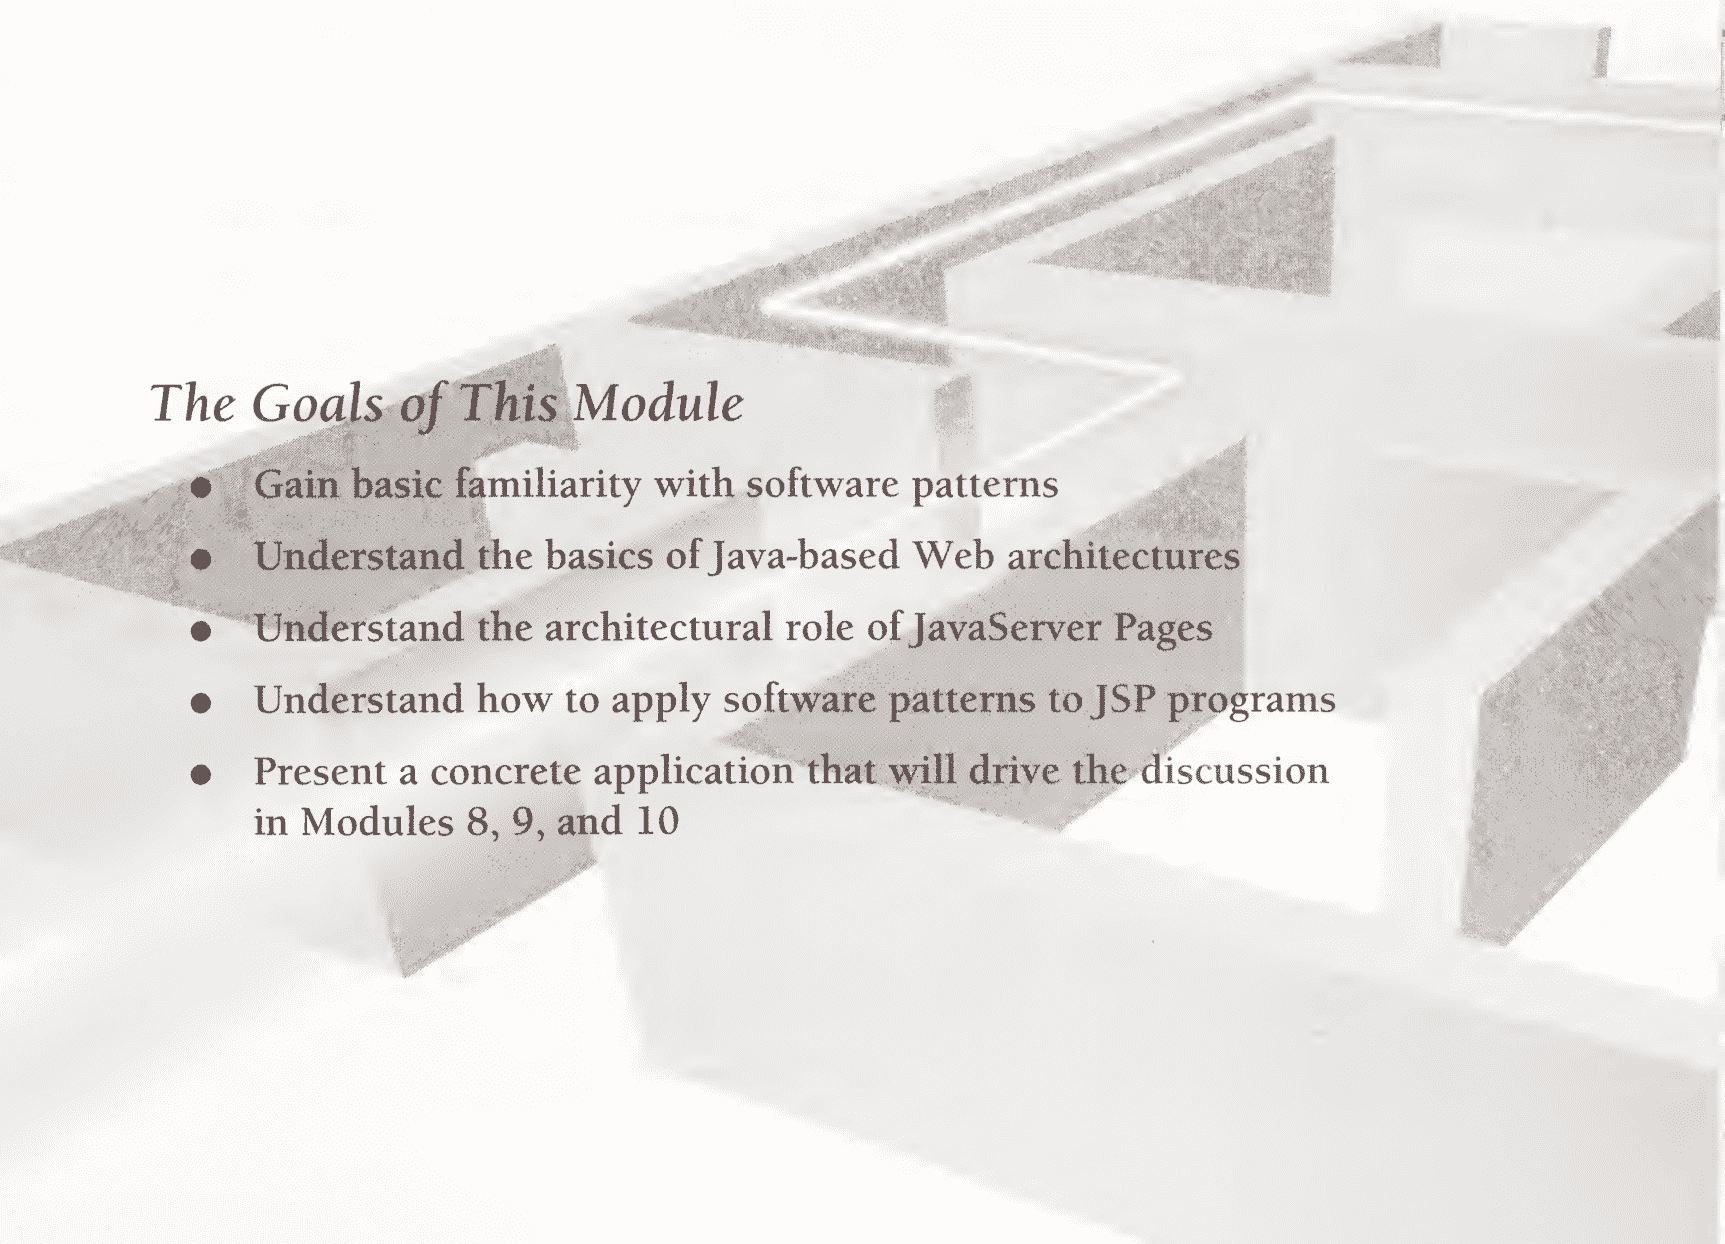 The Goals of This Module
● Gain basic familiarity with software patterns
● Understand the basics of Java-based Web architectures
● Understand the architectural role of JavaServer Pages
● Understand how to apply software patterns to JSP programs
● Present a concrete application that will drive the discussion
in Modules 8, 9, and 10